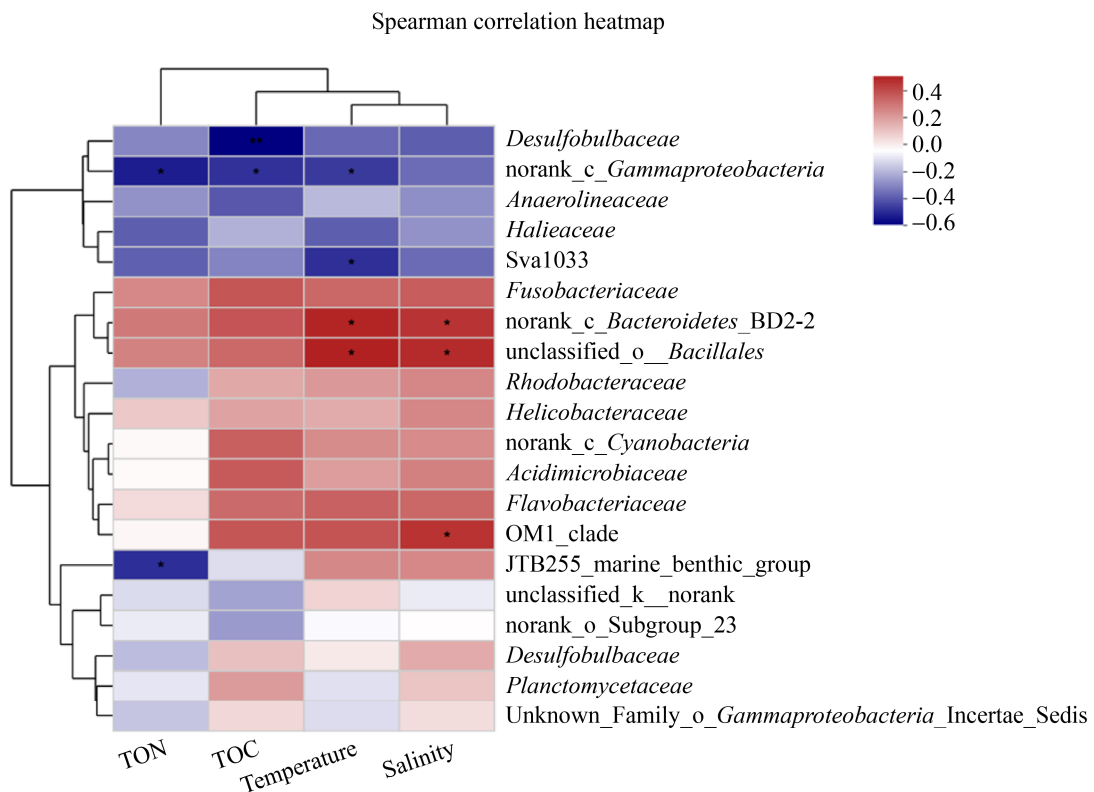 Spearman correlation heatmap
0.4
0.2
0.0
−0.2
−0.4
−0.6
Desulfobulbaceae
**
norank_c_Gammaproteobacteria
* * *
Anaerolineaceae
Halieaceae
Sva1033
*
Fusobacteriaceae
norank_c_Bacteroidetes_BD2-2
* *
unclassified_o__Bacillales
* *
Rhodobacteraceae
Helicobacteraceae
norank_c_Cyanobacteria
Acidimicrobiaceae
Flavobacteriaceae
OM1_clade
*
JTB255_marine_benthic_group
*
unclassified_k__norank
norank_o_Subgroup_23
Desulfobulbaceae
Planctomycetaceae
Unknown_Family_o_Gammaproteobacteria_Incertae_Sedis
TON
TOC
Temperature
Salinity